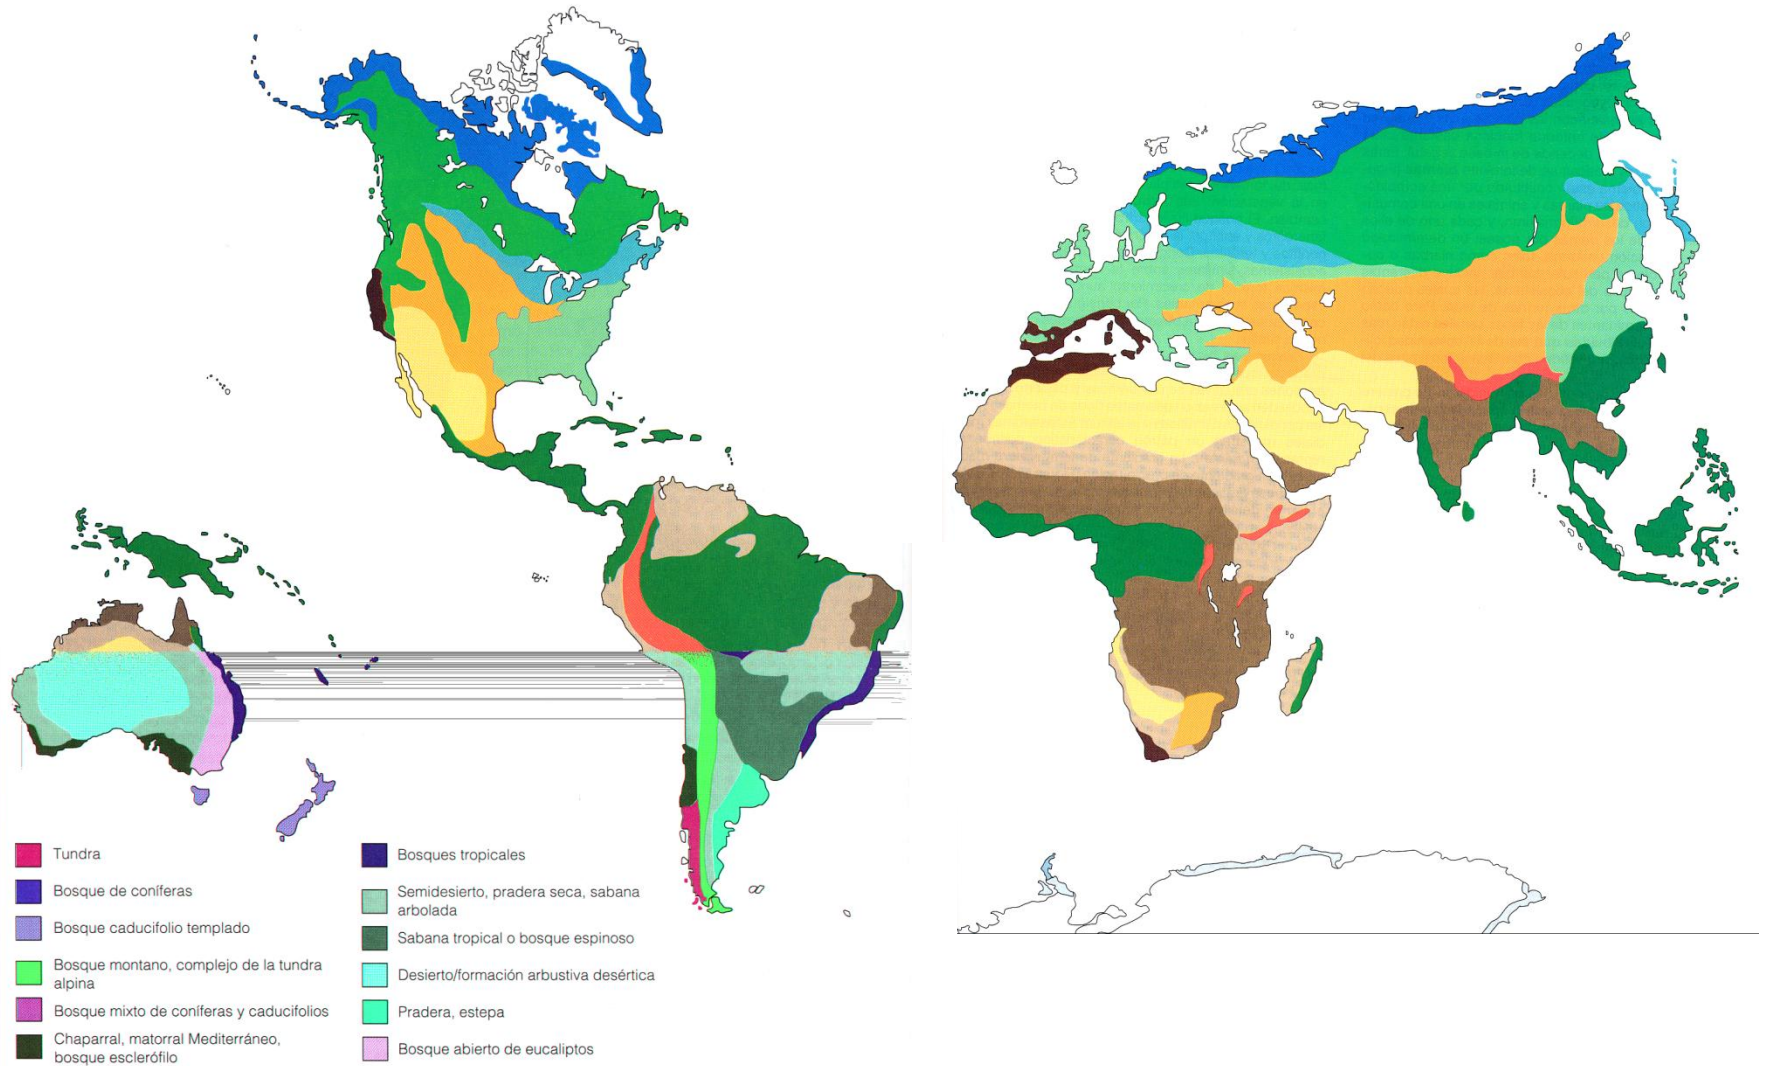 Tundra
Bosque de coníferas
Bosque caducifolio templado
Bosque montano, complejo de la tundra
alpina
Bosque mixto de coníferas y caducifolios
Chaparral, matorral Mediterráneo,
bosque esclerófilo
Bosques tropicales
Semidesierto, pradera seca, sabana
arbolada
Sabana tropical o bosque espinoso
Desierto/formación arbustiva desértica
Pradera, estepa
Bosque abierto de eucaliptos